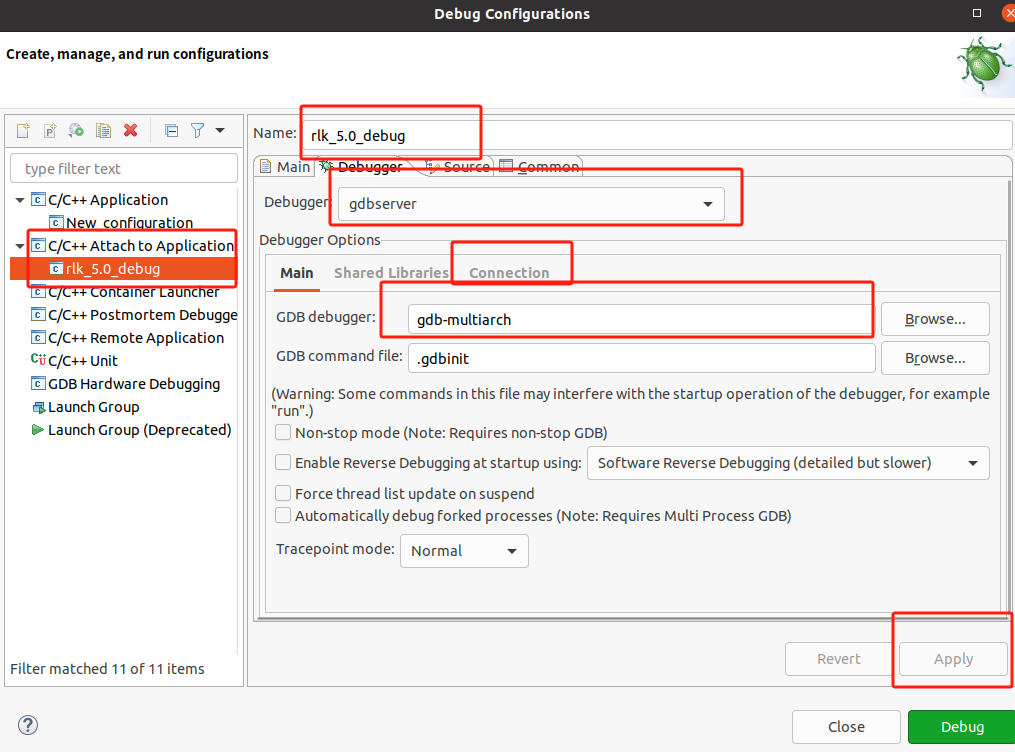 Debug Configurations
Create, manage, and run configurations
Name: rlk_5.0_debug
type filter text
C/C++ Application
New_configuration
C/C++ Attach to Application
rlk_5.0_debug
C/C++ Container Launcher
C/C++ Postmortem Debugge
C/C++ Remote Application
C/C++ Unit
GDB Hardware Debugging
Launch Group
Launch Group (Deprecated)
Filter matched 11 of 11 items
Main Debugger Source Common
Debugger: gdbserver
Debugger Options
Main Shared Libraries Connection
GDB debugger: gdb-multiarch Browse...
GDB command file: .gdbinit Browse...
(Warning: Some commands in this file may interfere with the startup operation of the debugger, for example
"run".)
Non-stop mode (Note: Requires non-stop GDB)
Enable Reverse Debugging at startup using: Software Reverse Debugging (detailed but slower)
Force thread list update on suspend
Automatically debug forked processes (Note: Requires Multi Process GDB)
Tracepoint mode: Normal
Revert Apply
Close Debug